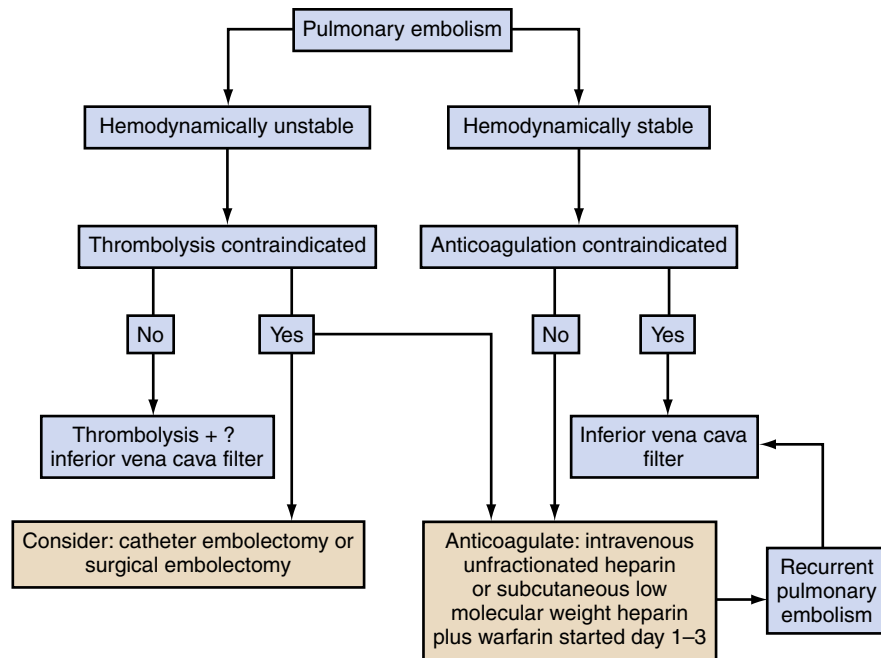 Pulmonary embolism
Hemodynamically unstable
Hemodynamically stable
Thrombolysis contraindicated
Anticoagulation contraindicated
No
Yes
No
Yes
Thrombolysis + ?
inferior vena cava filter
Inferior vena cava
filter
Consider: catheter embolectomy or
surgical embolectomy
Anticoagulate: intravenous
unfractionated heparin
or subcutaneous low
molecular weight heparin
plus warfarin started day 1–3
Recurrent
pulmonary
embolism